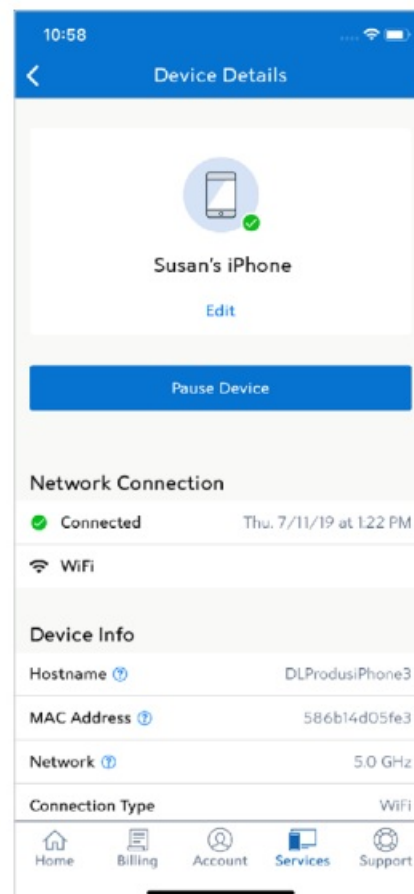 10:58
Device Details
Susan's iPhone
Edit
Pause Device
Network Connection
Connected Thu. 7/11/19 at 1:22 PM
WiFi
Device Info
Hostname DLProdusiPhone3
MAC Address 586b14d05fe3
Network 5.0 GHz
Connection Type WiFi
Home Billing Account Services Support